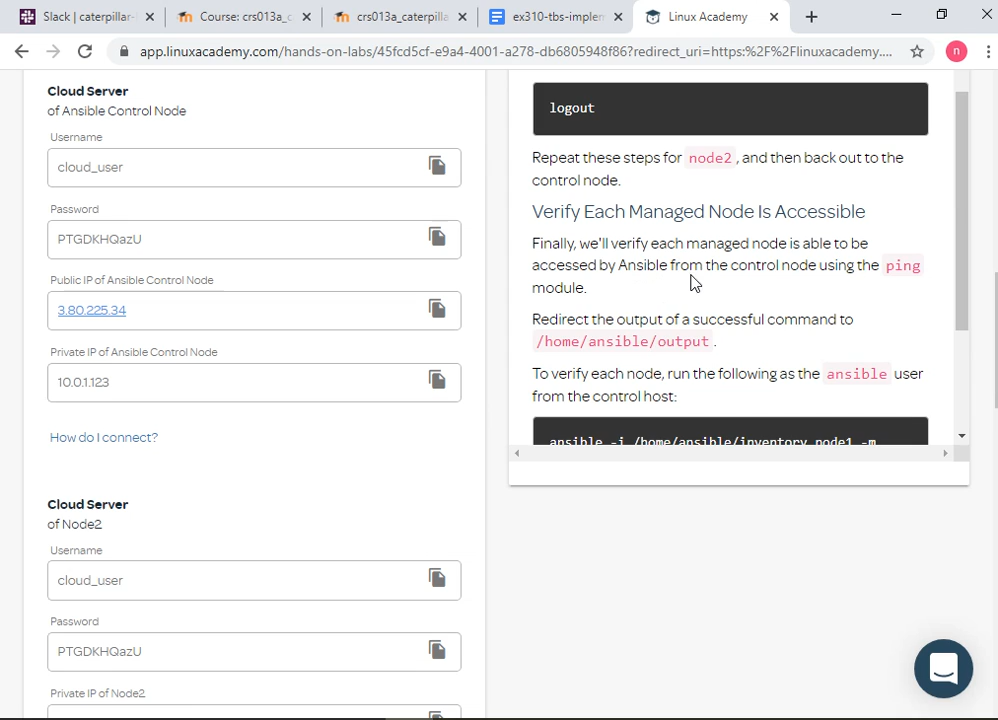 Slack | caterpillar-
Course: crs013a_c
crs013a_caterpilla
ex310-tbs-implem
Linux Academy
app.linuxacademy.com/hands-on-labs/45fcd5cf-e9a4-4001-a278-db6805948f86?redirect_uri=https:%2F%2Flinuxacademy....
n
Cloud Server
of Ansible Control Node
Username
cloud_user
Password
PTGDKHQazU
Public IP of Ansible Control Node
3.80.225.34
Private IP of Ansible Control Node
10.0.1.123
How do I connect?
Cloud Server
of Node2
Username
cloud_user
Password
PTGDKHQazU
Private IP of Node2
logout
Repeat these steps for node2 , and then back out to the
control node.
Verify Each Managed Node Is Accessible
Finally, we'll verify each managed node is able to be
accessed by Ansible from the control node using the ping
module.
Redirect the output of a successful command to
/home/ansible/output .
To verify each node, run the following as the ansible user
from the control host:
ansible -i /home/ansible/inventory node1 -m